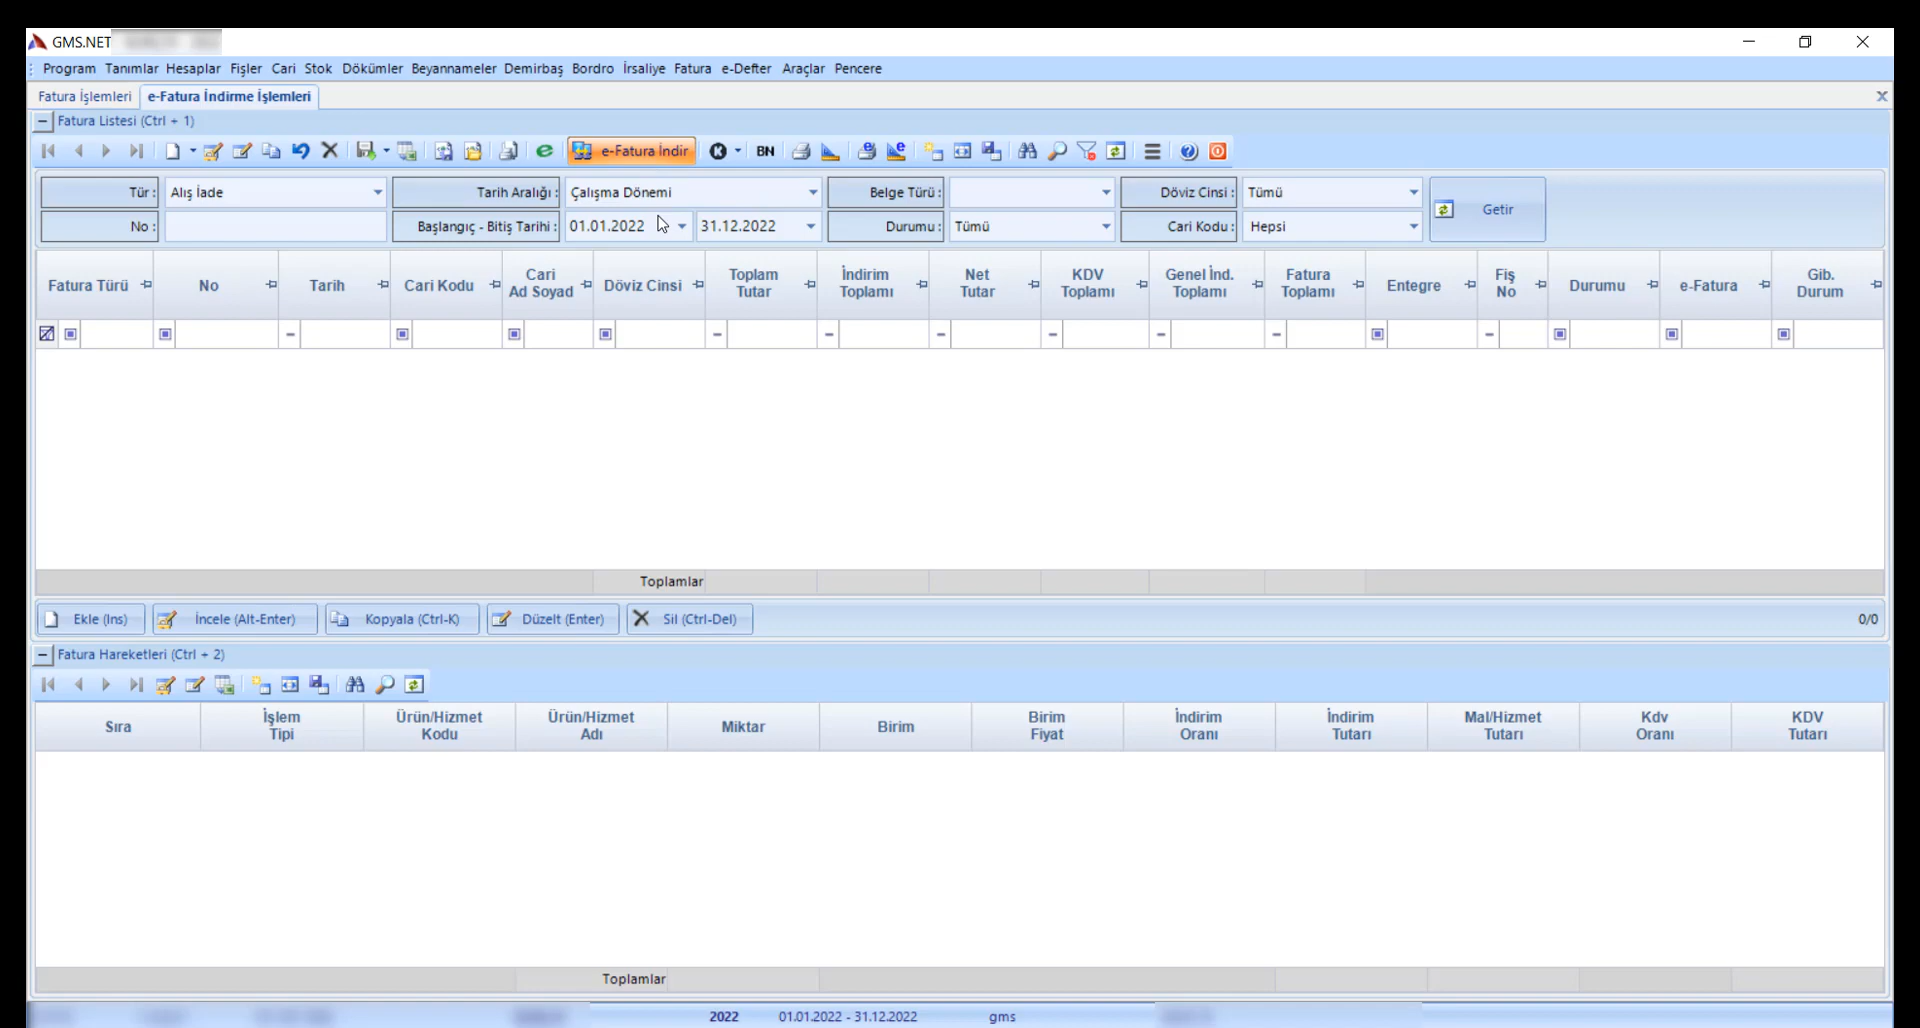 GMS.NET
Program Tanımlar Hesaplar Fişler Cari Stok Dökümler Beyannameler Demirbaş Bordro İrsaliye Fatura e-Defter Araçlar Pencere
Fatura İşlemleri e-Fatura İndirme İşlemleri
Fatura Listesi (Ctrl + 1)
e-Fatura İndir K BN
Tür : Alış İade Tarih Aralığı : Çalışma Dönemi Belge Türü : Döviz Cinsi : Tümü Getir
No : Başlangıç - Bitiş Tarihi : 01.01.2022 31.12.2022 Durumu : Tümü Cari Kodu : Hepsi
Fatura Türü No Tarih Cari Kodu Cari Ad Soyad Döviz Cinsi Toplam Tutar İndirim Toplamı Net Tutar KDV Toplamı Genel İnd. Toplamı Fatura Toplamı Entegre Fiş No Durumu e-Fatura Gib. Durum
Toplamlar
Ekle (Ins) İncele (Alt-Enter) Kopyala (Ctrl-K) Düzelt (Enter) Sil (Ctrl-Del) 0/0
Fatura Hareketleri (Ctrl + 2)
Sıra İşlem Tipi Ürün/Hizmet Kodu Ürün/Hizmet Adı Miktar Birim Birim Fiyat İndirim Oranı İndirim Tutarı Mal/Hizmet Tutarı Kdv Oranı KDV Tutarı
Toplamlar
2022 01.01.2022 - 31.12.2022 gms